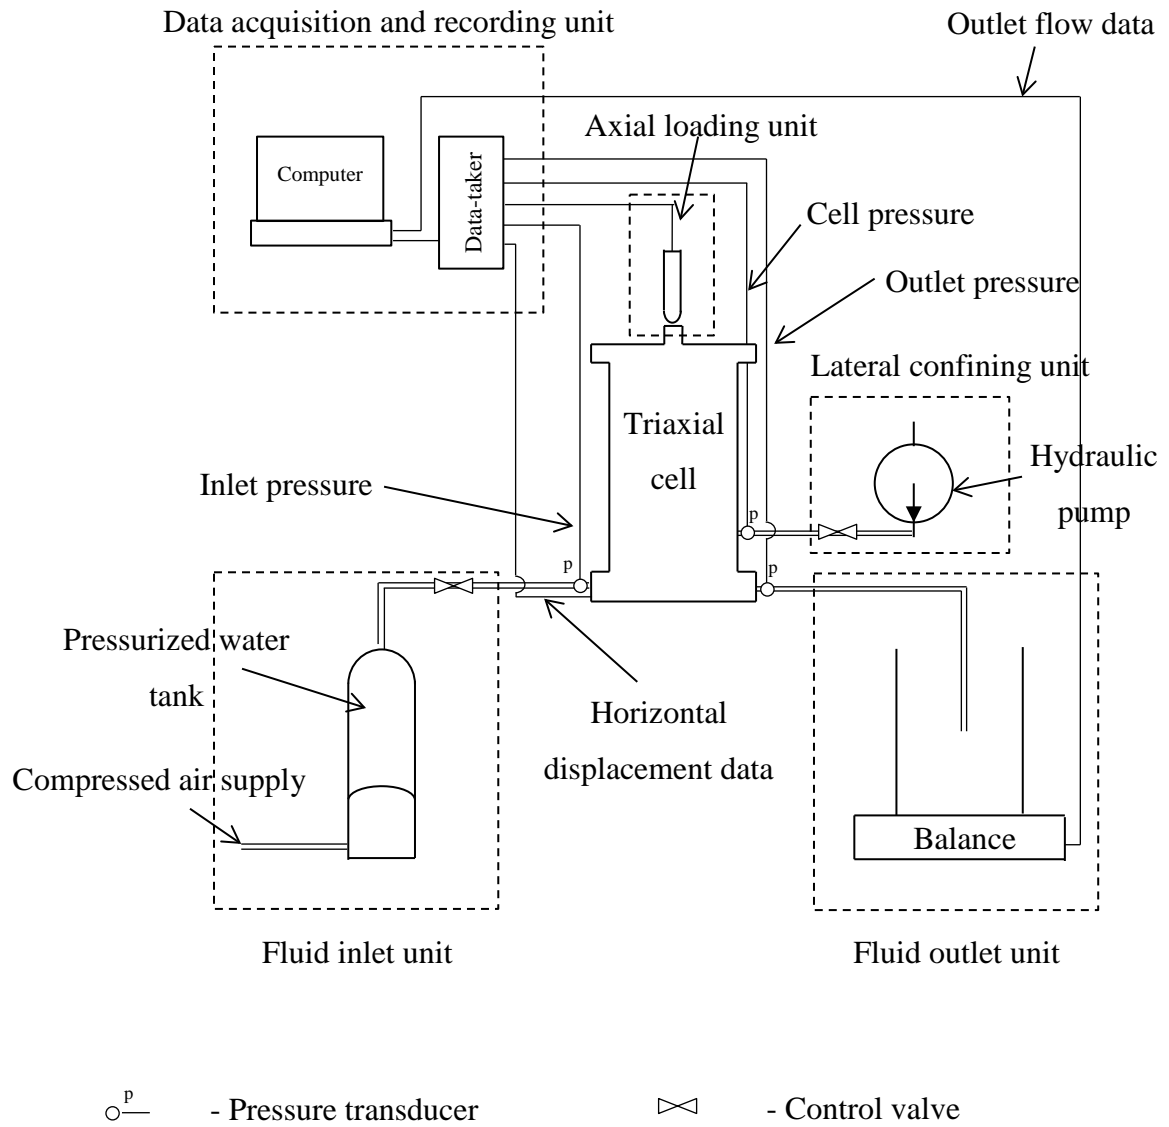 Data acquisition and recording unit
Outlet flow data
Axial loading unit
Computer
Data-taker
Cell pressure
Outlet pressure
Lateral confining unit
Triaxial
cell
Hydraulic
pump
Inlet pressure
p
p
p
Pressurized water
tank
Horizontal
displacement data
Compressed air supply
Balance
Fluid inlet unit
Fluid outlet unit
p
- Pressure transducer
- Control valve